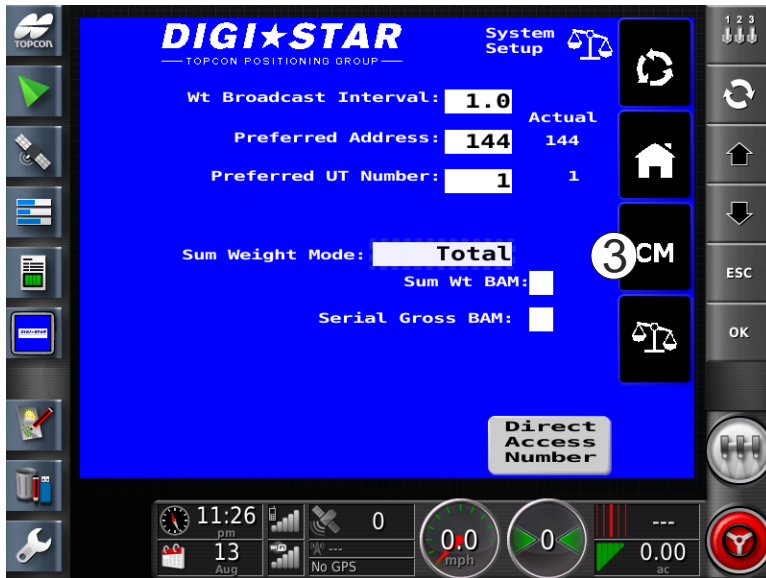 TOPCON
DIGI★STAR
TOPCON POSITIONING GROUP
System
Setup
1 2 3
Wt Broadcast Interval: 1.0
Actual
Preferred Address: 144 144
Preferred UT Number: 1 1
Sum Weight Mode: Total
3 CM
Sum Wt BAM:
ESC
Serial Gross BAM:
OK
DIGI★STAR
Direct
Access
Number
11:26
pm
0
13
Aug
---
No GPS
0.0
mph
0
---
0.00
ac